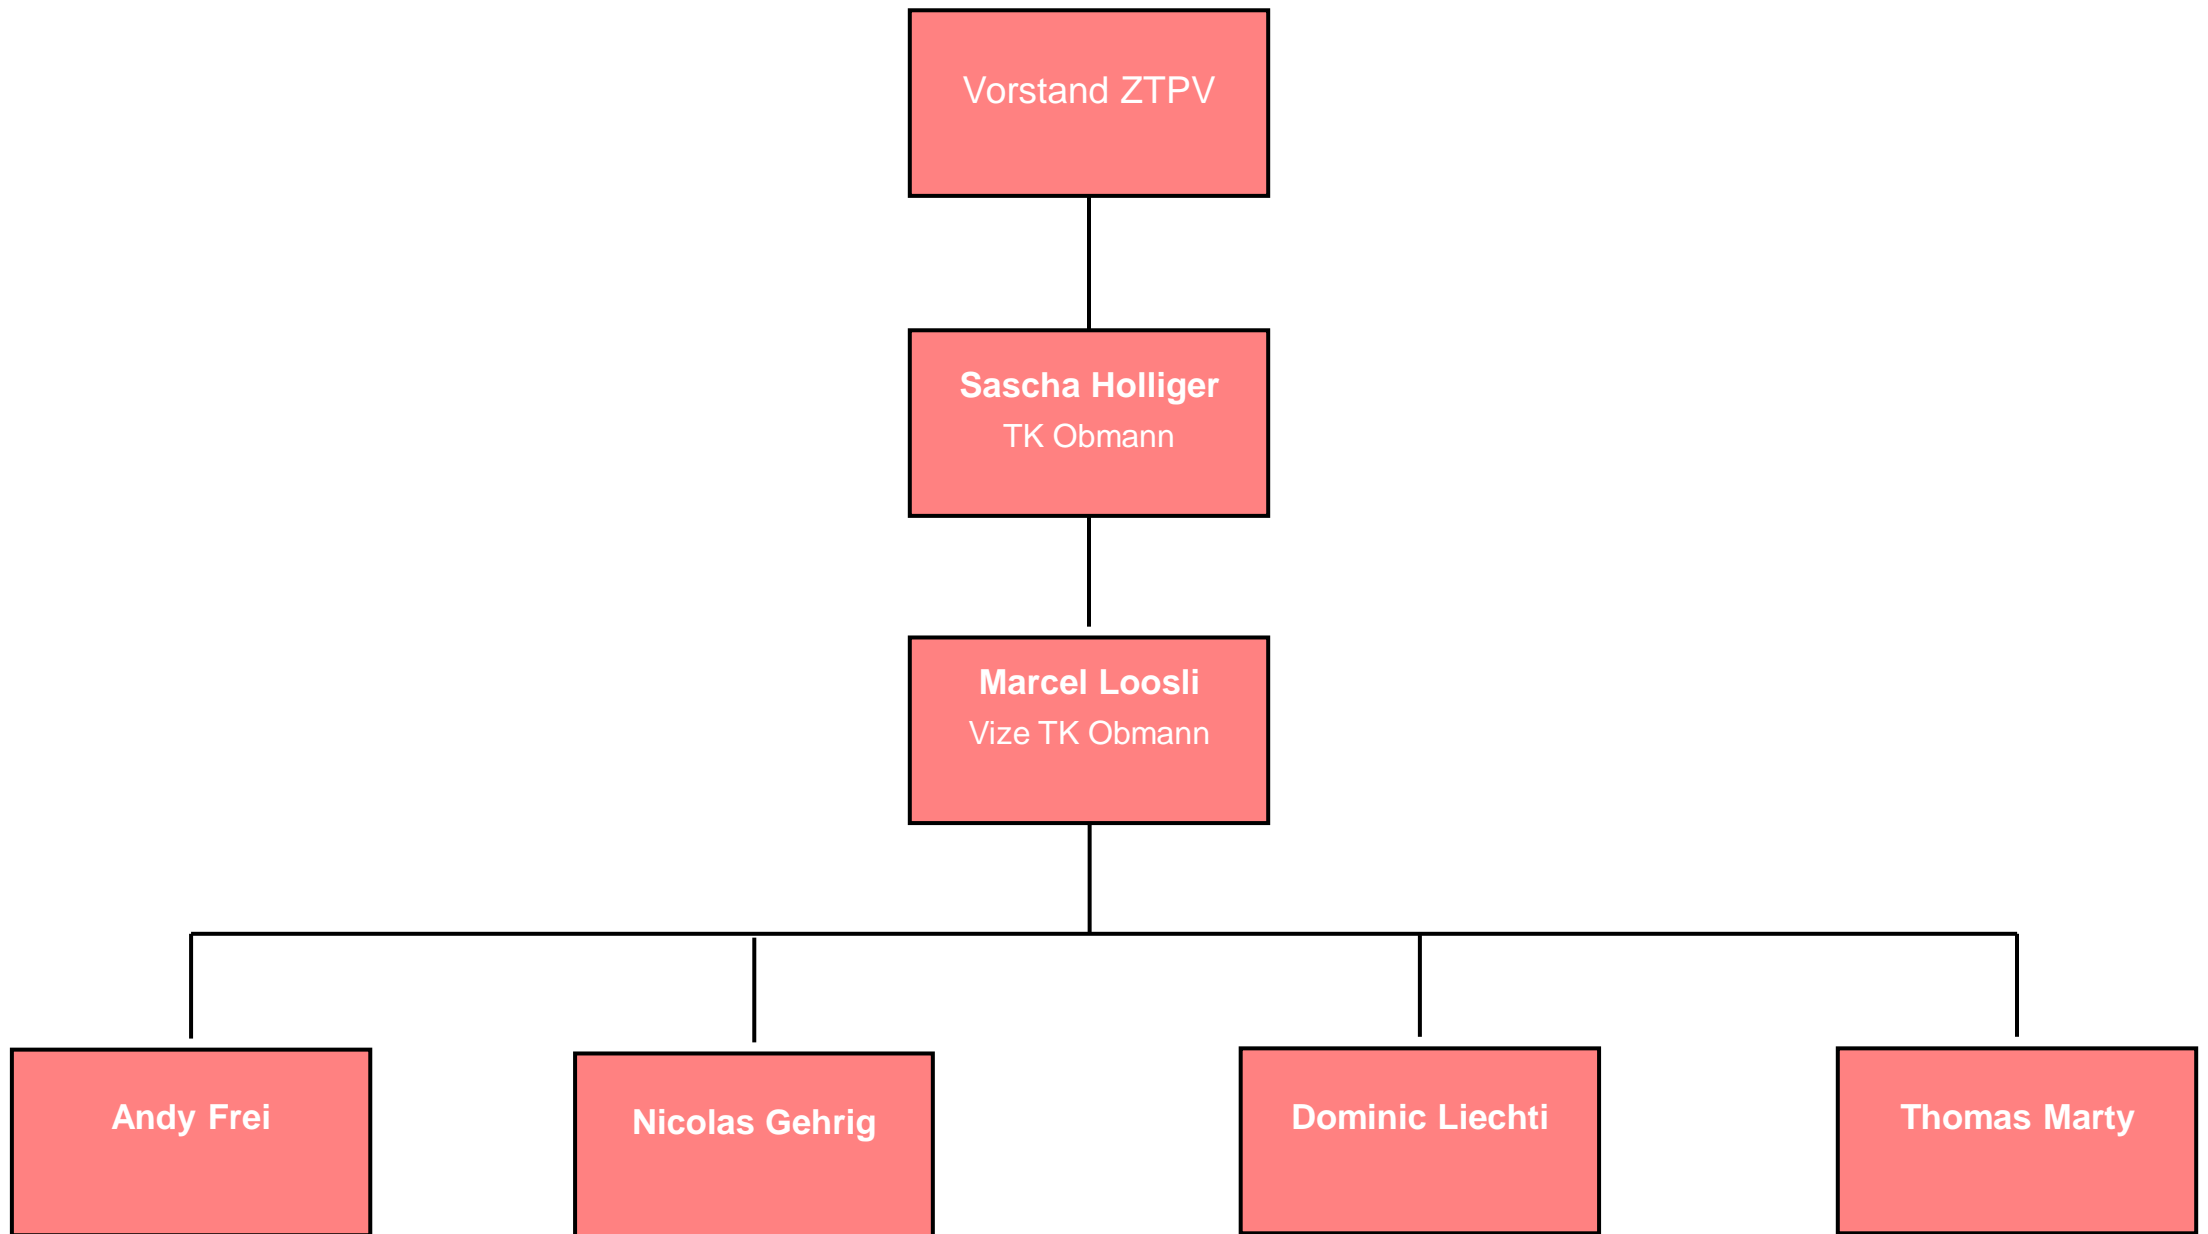 Vorstand ZTPV
Sascha Holliger
TK Obmann
Marcel Loosli
Vize TK Obmann
Andy Frei
Nicolas Gehrig
Dominic Liechti
Thomas Marty